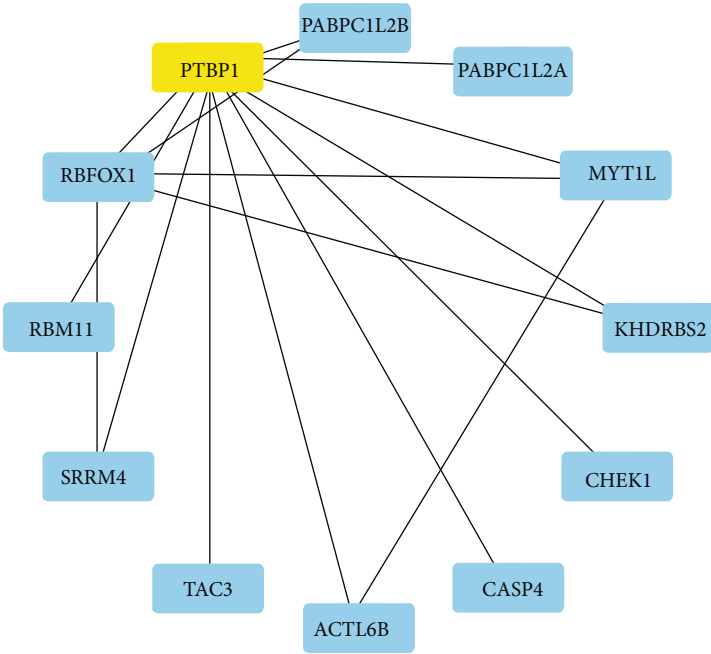 PABPC1L2B
PTBP1
PABPC1L2A
RBFOX1
MYT1L
RBM11
KHDRBS2
SRRM4
CHEK1
TAC3
CASP4
ACTL6B